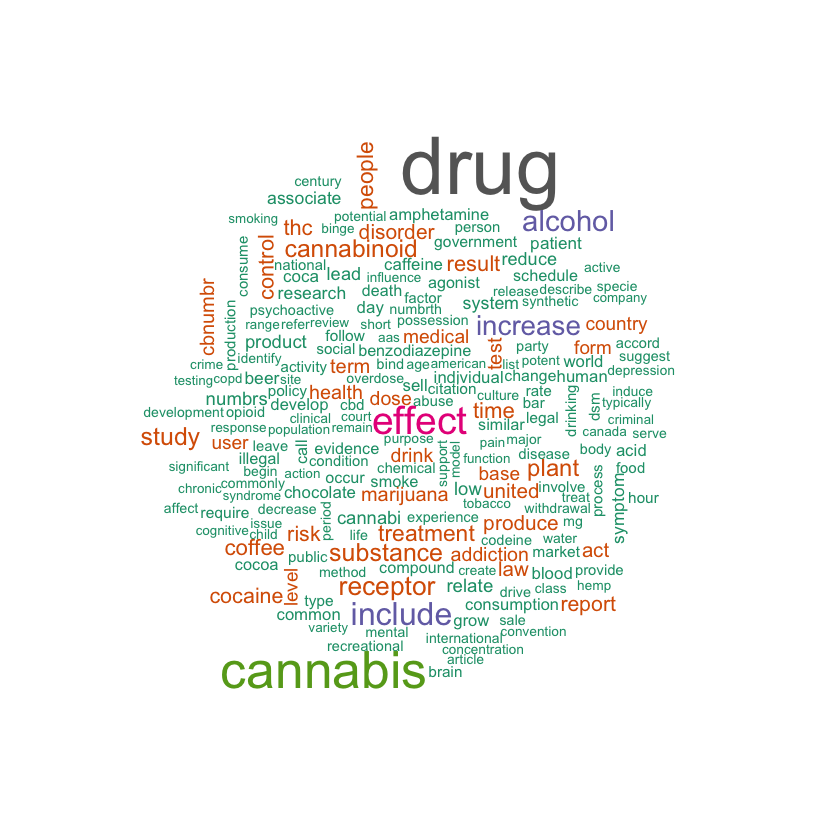 drug
people
century
associate
smoking
potential
amphetamine
alcohol
binge
person
thc
disorder
cannabinoid
government
patient
consume
control
national
caffeine
result
reduce
coca
lead
influence
agonist
schedule
active
research
death
factor
system
release
describe
specie
synthetic
company
cbnumbr
production
psychoactive
day
numbrth
possession
increase
country
range
refer
review
short
aas
medical
test
party
form
accord
product
follow
social
benzodiazepine
list
potent
world
suggest
crime
identify
activity
term
bind
age
american
individual
change
human
depression
testing
copd
beer
site
overdose
sell
citation
rate
induce
numbrs
policy
health
dose
abuse
culture
bar
drinking
dsm
typically
development
opioid
develop
cbd
clinical
court
effect
time
legal
criminal
response
population
remain
similar
canada
serve
study
user
leave
call
evidence
purpose
drink
support
model
pain
major
body
acid
illegal
condition
chemical
function
disease
significant
begin
action
occur
smoke
base
plant
food
chronic
commonly
syndrome
chocolate
marijuana
low
united
involve
treat
process
symptom
hour
affect
require
decrease
period
cannabi
experience
tobacco
withdrawal
mg
cognitive
issue
child
risk
life
treatment
codeine
produce
water
coffee
public
substance
addiction
market
act
cocoa
level
method
compound
create
law
blood
provide
cocaine
type
receptor
relate
drive
class
hemp
common
include
consumption
report
variety
mental
grow
sale
convention
recreational
international
concentration
cannabis
article
brain